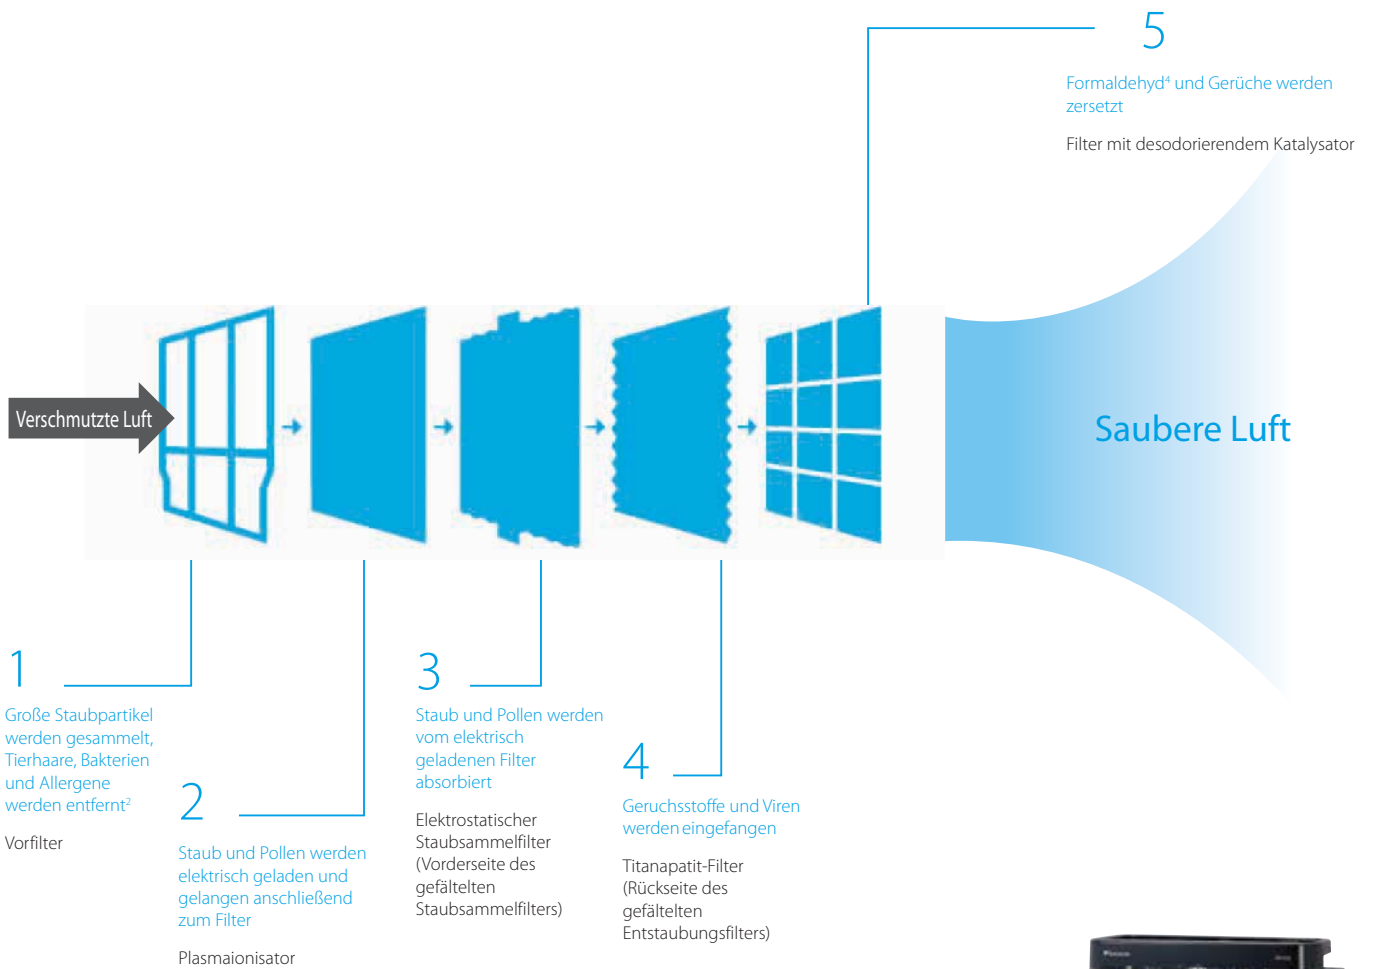 5
Formaldehyd⁴ und Gerüche werden
zersetzt
Filter mit desodorierendem Katalysator
Verschmutzte Luft
Saubere Luft
1
Große Staubpartikel
werden gesammelt,
Tierhaare, Bakterien
und Allergene
werden entfernt²
Vorfilter
2
Staub und Pollen werden
elektrisch geladen und
gelangen anschließend
zum Filter
Plasmaionisator
3
Staub und Pollen werden
vom elektrisch
geladenen Filter
absorbiert
Elektrostatischer
Staubsammelfilter
(Vorderseite des
gefältelten
Staubsammelfilters)
4
Geruchsstoffe und Viren
werden eingefangen
Titanapatit-Filter
(Rückseite des
gefältelten
Entstaubungsfilters)